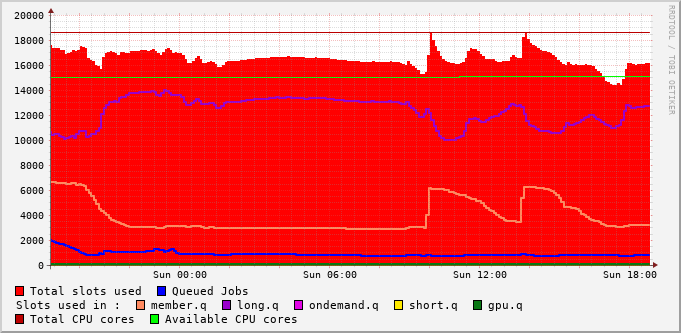 20000
18000
16000
14000
12000
10000
8000
6000
4000
2000
0
Sun 00:00 Sun 06:00 Sun 12:00 Sun 18:00
Total slots used Queued Jobs
Slots used in : member.q long.q ondemand.q short.q gpu.q
Total CPU cores Available CPU cores
RRDTOOL / TOBI OETIKER